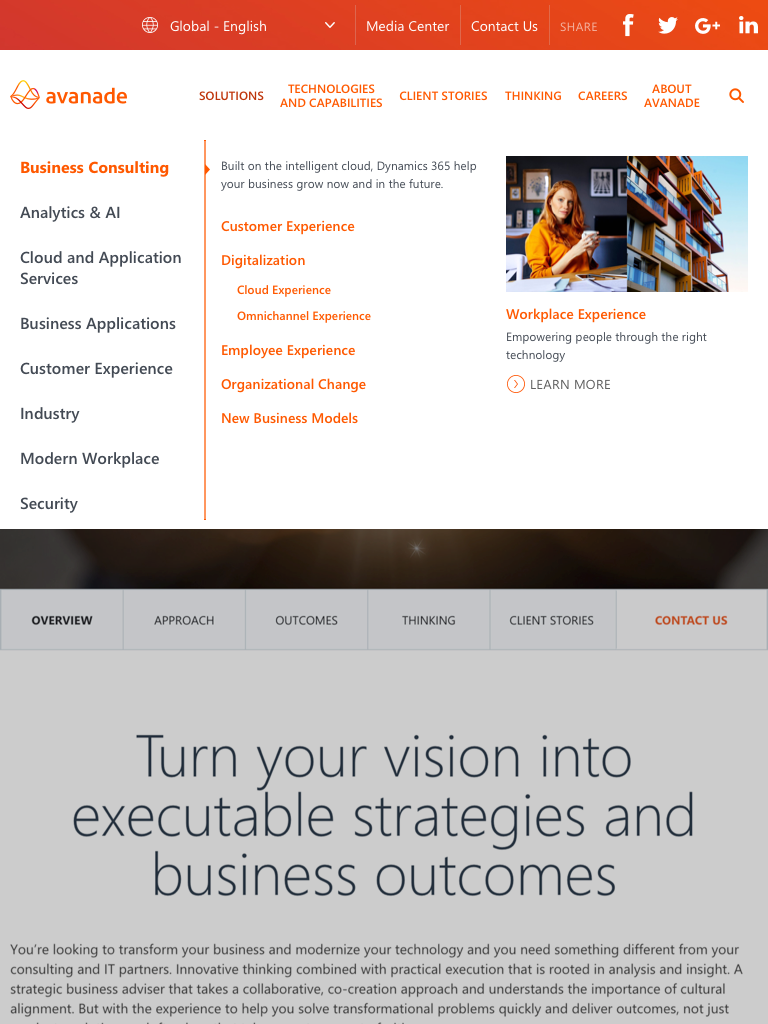 Global - English
Media Center
Contact Us
SHARE
f
G+
in
avanade
SOLUTIONS
TECHNOLOGIES
AND CAPABILITIES
CLIENT STORIES
THINKING
CAREERS
ABOUT
AVANADE
Business Consulting
Analytics & AI
Cloud and Application
Services
Business Applications
Customer Experience
Industry
Modern Workplace
Security
Built on the intelligent cloud, Dynamics 365 help
your business grow now and in the future.
Customer Experience
Digitalization
Cloud Experience
Omnichannel Experience
Employee Experience
Organizational Change
New Business Models
Workplace Experience
Empowering people through the right
technology
LEARN MORE
OVERVIEW
APPROACH
OUTCOMES
THINKING
CLIENT STORIES
CONTACT US
Turn your vision into
executable strategies and
business outcomes
You’re looking to transform your business and modernize your technology and you need something different from your
consulting and IT partners. Innovative thinking combined with practical execution that is rooted in analysis and insight. A
strategic business adviser that takes a collaborative, co-creation approach and understands the importance of cultural
alignment. But with the experience to help you solve transformational problems quickly and deliver outcomes, not just